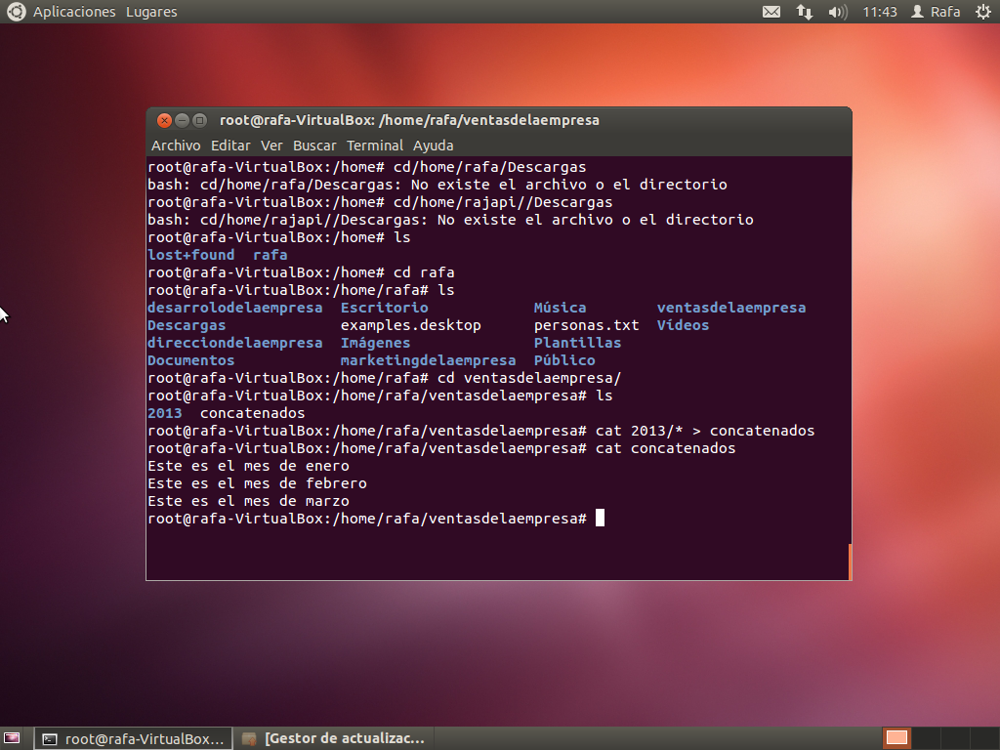 Aplicaciones Lugares 11:43 Rafa
root@rafa-VirtualBox: /home/rafa/ventasdelaempresa
Archivo Editar Ver Buscar Terminal Ayuda
root@rafa-VirtualBox:/home# cd/home/rafa/Descargas
bash: cd/home/rafa/Descargas: No existe el archivo o el directorio
root@rafa-VirtualBox:/home# cd/home/rajapi//Descargas
bash: cd/home/rajapi//Descargas: No existe el archivo o el directorio
root@rafa-VirtualBox:/home# ls
lost+found rafa
root@rafa-VirtualBox:/home# cd rafa
root@rafa-VirtualBox:/home/rafa# ls
desarrolodelaempresa Escritorio Música ventasdelaempresa
Descargas examples.desktop personas.txt Vídeos
direcciondelaempresa Imágenes Plantillas
Documentos marketingdelaempresa Público
root@rafa-VirtualBox:/home/rafa# cd ventasdelaempresa/
root@rafa-VirtualBox:/home/rafa/ventasdelaempresa# ls
2013 concatenados
root@rafa-VirtualBox:/home/rafa/ventasdelaempresa# cat 2013/* > concatenados
root@rafa-VirtualBox:/home/rafa/ventasdelaempresa# cat concatenados
Este es el mes de enero
Este es el mes de febrero
Este es el mes de marzo
root@rafa-VirtualBox:/home/rafa/ventasdelaempresa#
root@rafa-VirtualBox... [Gestor de actualizac...